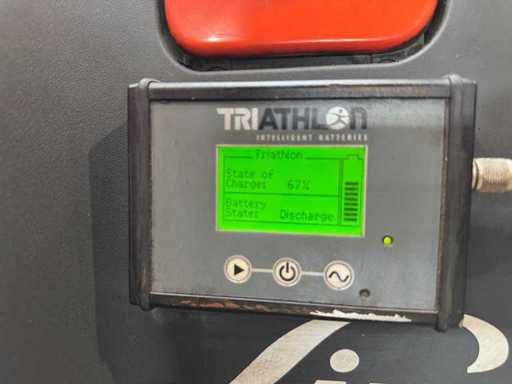 TRIATHLON
INTELLIGENT BATTERIES
Triathlon
State of
Charge: 67%
Battery
State: Discharge